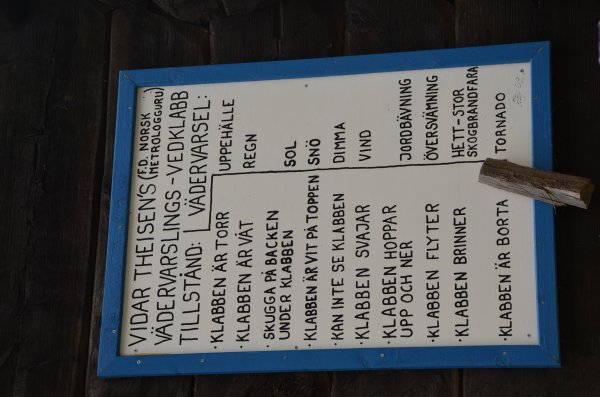 VIDAR THEISEN'S (F.D. NORSK METROLOGGURU)
VÄDERVARSLINGS-VEDKLABB
TILLSTÅND: VÄDERVARSEL:
· KLABBEN ÄR TORR UPPEHÄLLE
· KLABBEN ÄR VÅT REGN
· SKUGGA PÅ BACKEN
UNDER KLABBEN SOL
· KLABBEN ÄR VIT PÅ TOPPEN SNÖ
· KAN INTE SE KLABBEN DIMMA
· KLABBEN SVAJAR VIND
· KLABBEN HOPPAR
UPP OCH NER JORDBÄVNING
· KLABBEN FLYTER ÖVERSVÄMNING
· KLABBEN BRINNER HETT-STOR
SKOGBRANDFARA
· KLABBEN ÄR BORTA TORNADO